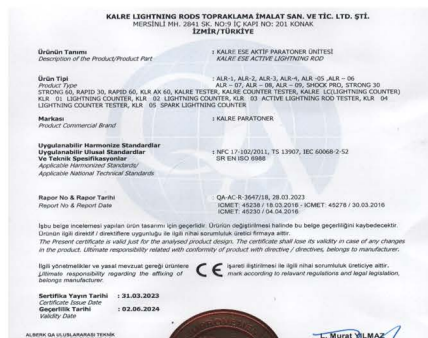 KALRE LIGHTNING RODS TOPRAKLAMA İMALAT SAN. VE TİC. LTD. ŞTİ.
MERSİNLİ MH. 2841 SK. NO:9 İÇ KAPI NO: 201 KONAK
İZMİR/TÜRKİYE
Ürünün Tanımı : KALRE ESE AKTİF PARATONER ÜNİTESİ
Description of the Product/Product Part KALRE ESE ACTIVE LIGHTNING ROD
Ürün Tipi : ALR-1, ALR-2, ALR-3, ALR-4, ALR -05 ,ALR – 06
Product Type ALR – 07, ALR – 08, ALR – 09, SHOCK PRO, STRONG 30
STRONG 60, RAPID 30, RAPID 60, KLR AX 60, KALRE TESTER, KALRE COUNTER TESTER, KALRE LC(LIGHTNING COUNTER)
KLR 01 LIGHTNING COUNTER, KLR 02 LIGHTNING COUNTER, KLR 03 ACTIVE LIGHTNING ROD TESTER, KLR 04
LIGHTNING COUNTER TESTER, KLR 05 SPARK LIGHTNING COUNTER
Markası : KALRE PARATONER
Product Commercial Brand
Uygulanabilir Harmonize Standardlar
Uygulanabilir Ulusal Standardlar : NFC 17-102/2011, TS 13907, IEC 60068-2-52
Ve Teknik Spesifikasyonlar SR EN ISO 6988
Applicable Harmonized Standards/
Applicable National Technical Standards
Rapor No & Rapor Tarihi : QA-AC-R-3647/18, 28.03.2023
Report No & Report Date ICMET: 45238 / 18.03.2016 - ICMET: 45278 / 30.03.2016
ICMET: 45230 / 04.04.2016
İşbu belge incelemesi yapılan ürün tasarımı için geçerlidir. Ürünün değiştirilmesi halinde bu belge geçerliliğini kaybedecektir.
Ürünün ilgili direktif / direktiflere uygunluğu ile ilgili nihai sorumluluk üretici firmaya aittir.
The Present certificate is valid just for the analysed product design. The certificate shall lose its validity in case of any changes
in the product. Ultimate responsibility related with conformity of product with directive / directives, belongs to manufacturer.
İlgili yönetmelikler ve yasal mevzuat gereği ürünlere CE işareti iliştirilmesi ile ilgili nihai sorumluluk üreticiye aittir.
Ultimate responsibility regarding the affixing of mark according to relevant regulations and legal legislation,
belongs manufacturer.
Sertifika Yayın Tarihi : 31.03.2023
Certificate Issue Date
Geçerlilik Tarihi : 02.06.2024
Validity Date
ALBERK QA ULUSLARARASI TEKNİK
L. Murat YILMAZ